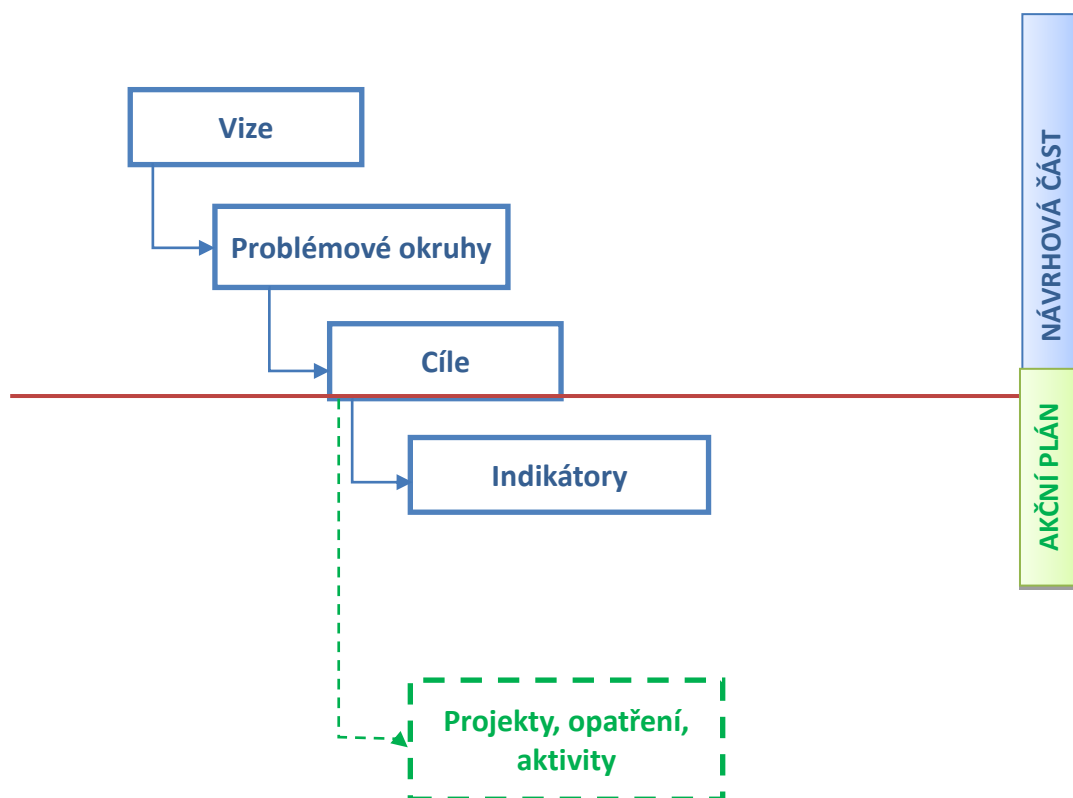 Vize
Problémové okruhy
Cíle
Indikátory
Projekty, opatření,
aktivity
NÁVRHOVÁ ČÁST
AKČNÍ PLÁN